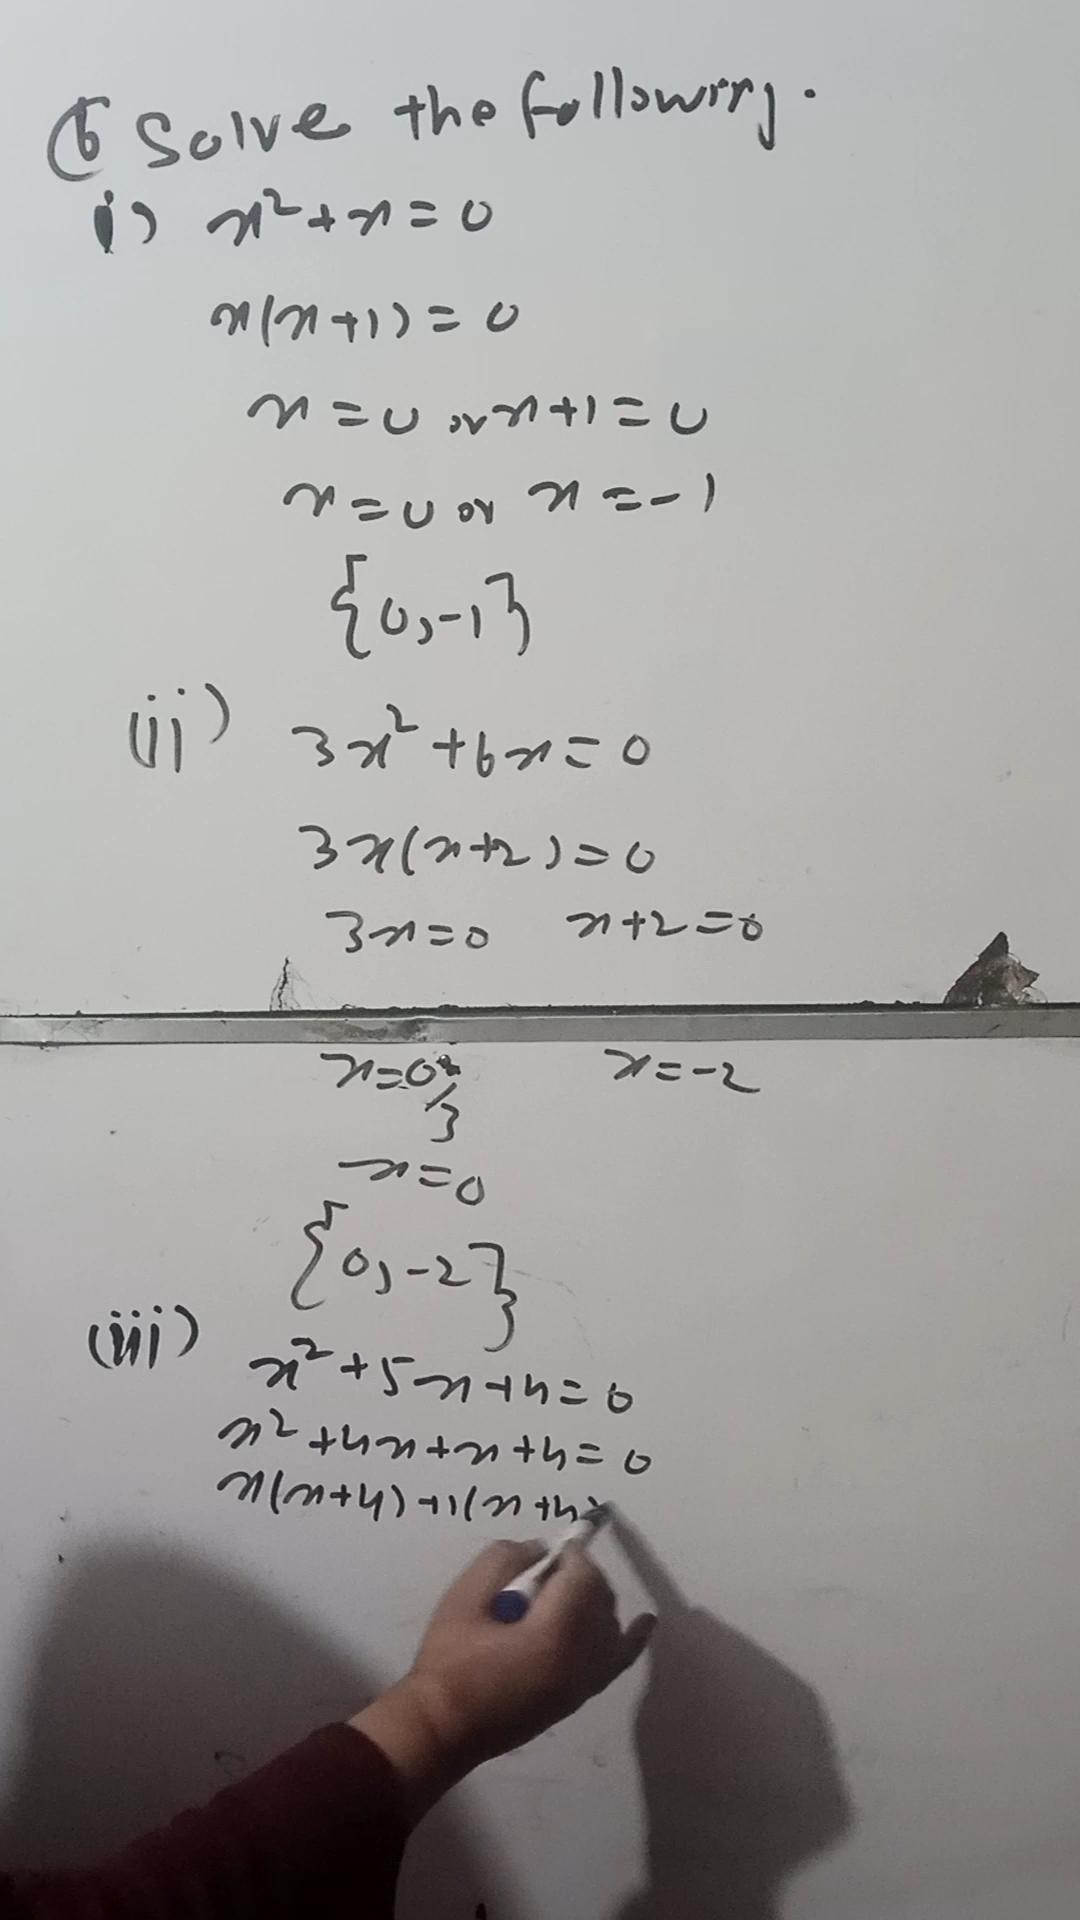 6 Solve the following.
i) x²+x=0
x(x+1)=0
x=0 or x+1=0
x=0 or x=-1
{0,-1}
(ii) 3x²+6x=0
3x(x+2)=0
3x=0 x+2=0
x=0/3 x=-2
x=0
{0,-2}
(iii) x²+5x+4=0
x²+4x+x+4=0
x(x+4)+1(x+4)